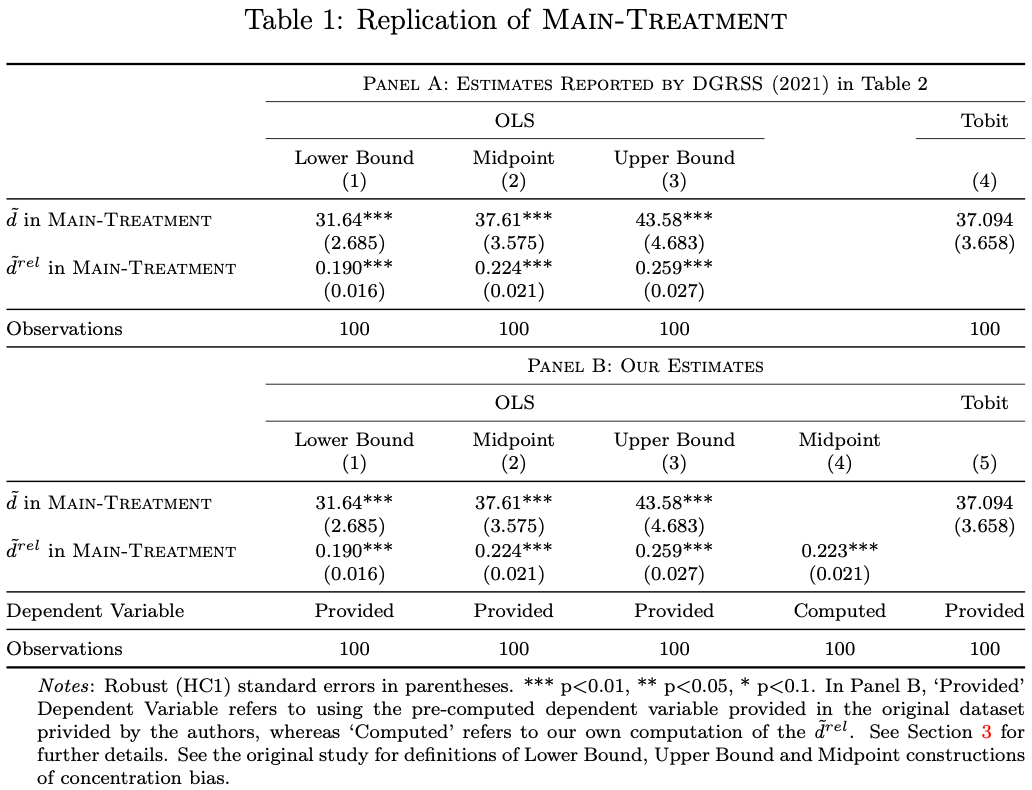 Table 1: Replication of MAIN-TREATMENT
PANEL A: ESTIMATES REPORTED BY DGRSS (2021) in Table 2
OLS Tobit
Lower Bound Midpoint Upper Bound
(1) (2) (3) (4)
d̃ in MAIN-TREATMENT 31.64*** 37.61*** 43.58*** 37.094
(2.685) (3.575) (4.683) (3.658)
d̃^rel in MAIN-TREATMENT 0.190*** 0.224*** 0.259***
(0.016) (0.021) (0.027)
Observations 100 100 100 100
PANEL B: OUR ESTIMATES
OLS Tobit
Lower Bound Midpoint Upper Bound Midpoint
(1) (2) (3) (4) (5)
d̃ in MAIN-TREATMENT 31.64*** 37.61*** 43.58*** 37.094
(2.685) (3.575) (4.683) (3.658)
d̃^rel in MAIN-TREATMENT 0.190*** 0.224*** 0.259*** 0.223***
(0.016) (0.021) (0.027) (0.021)
Dependent Variable Provided Provided Provided Computed Provided
Observations 100 100 100 100 100
Notes: Robust (HC1) standard errors in parentheses. *** p<0.01, ** p<0.05, * p<0.1. In Panel B, ‘Provided’
Dependent Variable refers to using the pre-computed dependent variable provided in the original dataset
privided by the authors, whereas ‘Computed’ refers to our own computation of the d̃^rel. See Section 3 for
further details. See the original study for definitions of Lower Bound, Upper Bound and Midpoint constructions
of concentration bias.